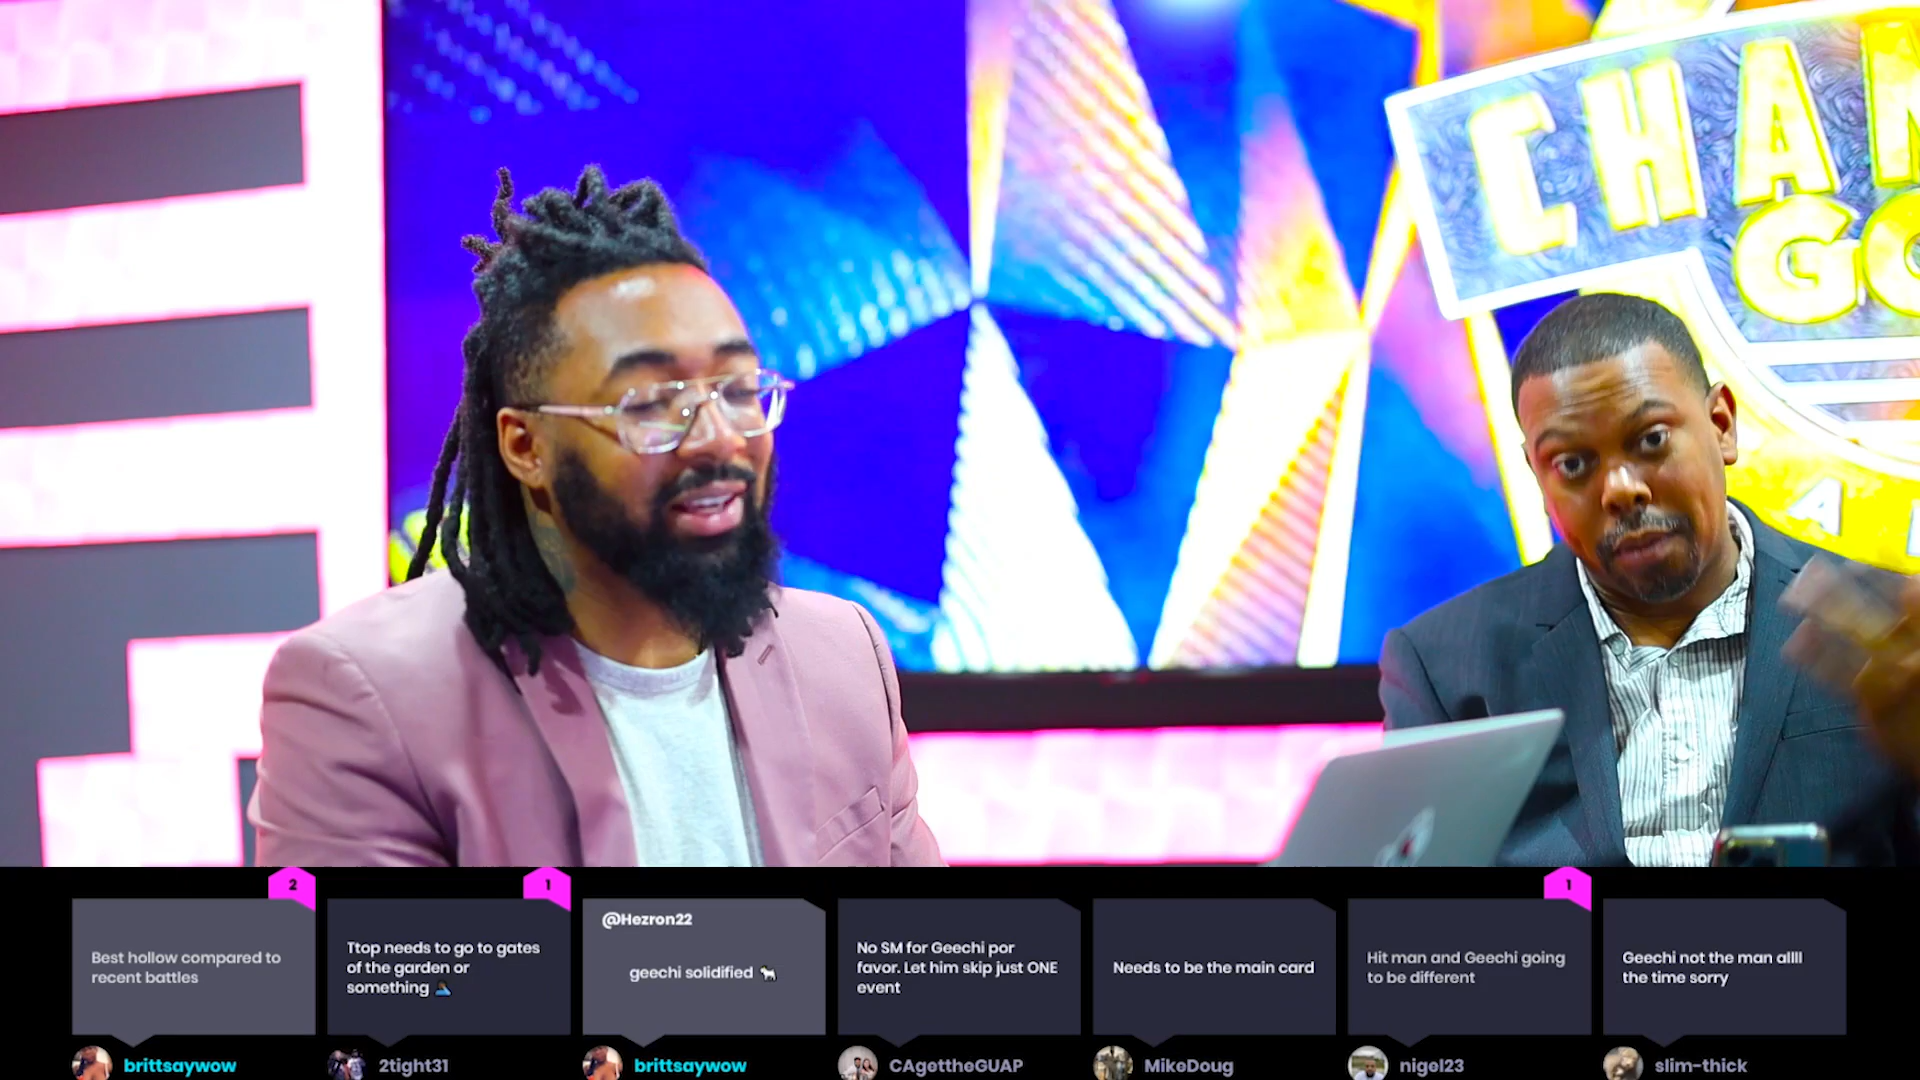 CHAM
GO
A
2
1
1
Best hollow compared to
recent battles
Ttop needs to go to gates
of the garden or
something 🤷🏾‍♂️
@Hezron22
geechi solidified 🐐
No SM for Geechi por
favor. Let him skip just ONE
event
Needs to be the main card
Hit man and Geechi going
to be different
Geechi not the man allll
the time sorry
brittsaywow
2tight31
brittsaywow
CAgettheGUAP
MikeDoug
nigel23
slim-thick